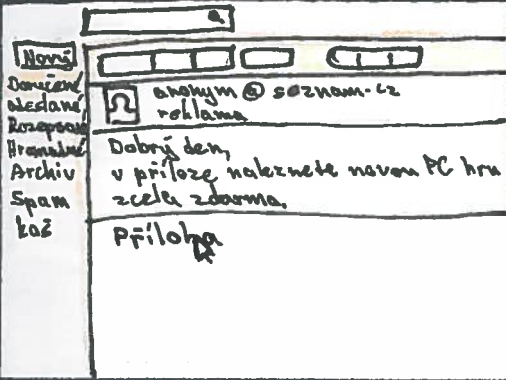 Nový
Doručené
odeslané
Rozepsané
Hromadné
Archiv
Spam
koš
anonym@seznam.cz
reklama
Dobrý den,
v příloze naleznete novou PC hru
zcela zdarma.
Příloha